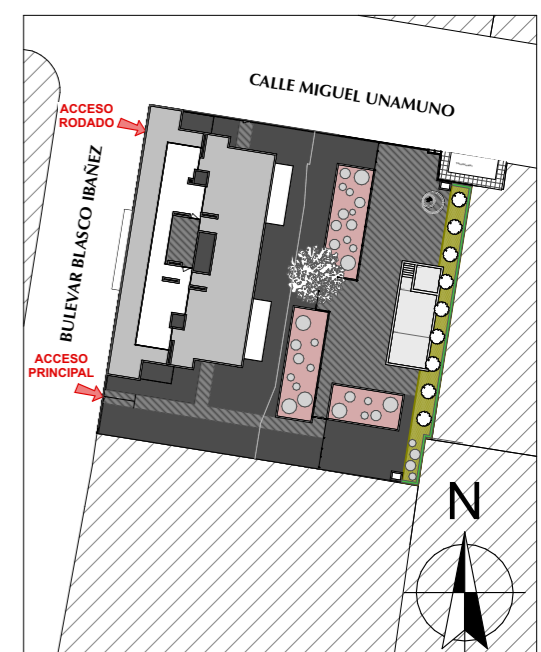 CALLE MIGUEL UNAMUNO
ACCESO
RODADO
BULEVAR BLASCO IBAÑEZ
ACCESO
PRINCIPAL
N